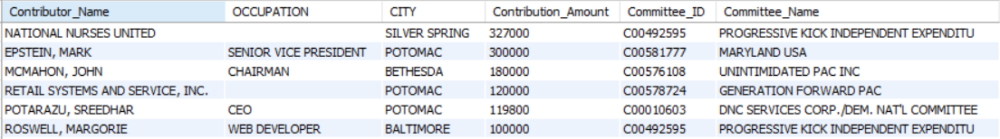 Contributor_Name OCCUPATION CITY Contribution_Amount Committee_ID Committee_Name
NATIONAL NURSES UNITED SILVER SPRING 327000 C00492595 PROGRESSIVE KICK INDEPENDENT EXPENDITU
EPSTEIN, MARK SENIOR VICE PRESIDENT POTOMAC 300000 C00581777 MARYLAND USA
MCMAHON, JOHN CHAIRMAN BETHESDA 180000 C00576108 UNINTIMIDATED PAC INC
RETAIL SYSTEMS AND SERVICE, INC. POTOMAC 120000 C00578724 GENERATION FORWARD PAC
POTARAZU, SREEDHAR CEO POTOMAC 119800 C00010603 DNC SERVICES CORP./DEM. NAT'L COMMITTEE
ROSWELL, MARGORIE WEB DEVELOPER BALTIMORE 100000 C00492595 PROGRESSIVE KICK INDEPENDENT EXPENDITU